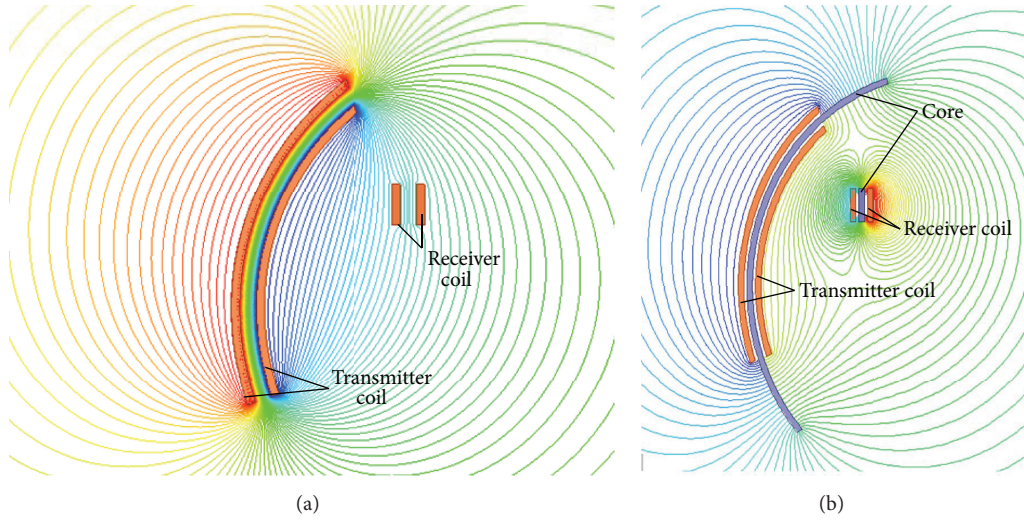 Receiver
coil
Transmitter
coil
(a)
Core
Receiver coil
Transmitter coil
(b)